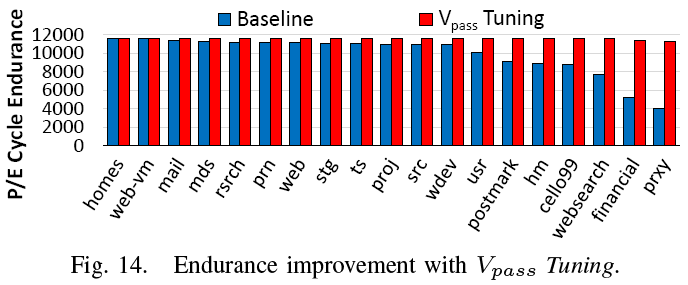 Baseline
Vpass Tuning
P/E Cycle Endurance
12000
10000
8000
6000
4000
2000
0
homes
web-vm
mail
mds
rsrch
prn
web
stg
ts
proj
src
wdev
usr
postmark
hm
cello99
websearch
financial
prxy
Fig. 14. Endurance improvement with Vpass Tuning.